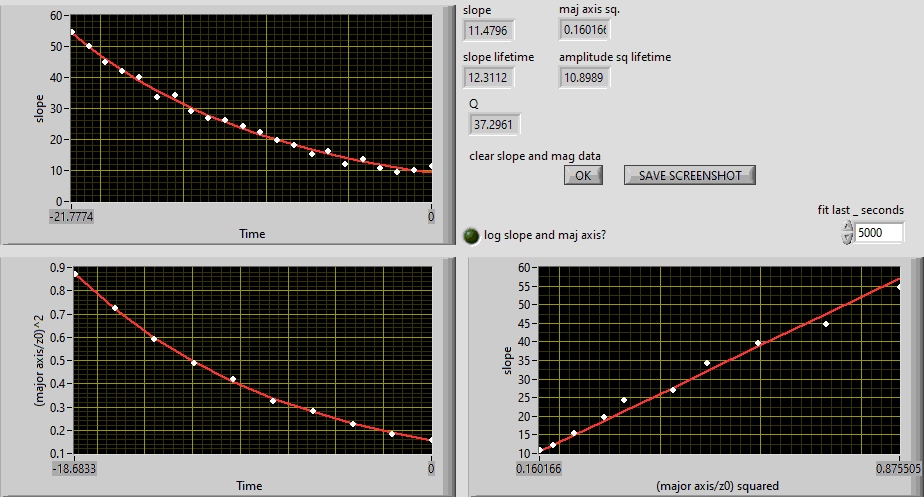 60
50
40
30
20
10
0
slope
-21.7774
0
Time
slope
maj axis sq.
11.4796
0.160166
slope lifetime
amplitude sq lifetime
12.3112
10.8989
Q
37.2961
clear slope and mag data
OK
SAVE SCREENSHOT
fit last _ seconds
log slope and maj axis?
5000
0.9
0.8
0.7
0.6
0.5
0.4
0.3
0.2
0.1
(major axis/z0)^2
-18.6833
0
Time
60
55
50
45
40
35
30
25
20
15
10
slope
0.160166
0.875505
(major axis/z0) squared